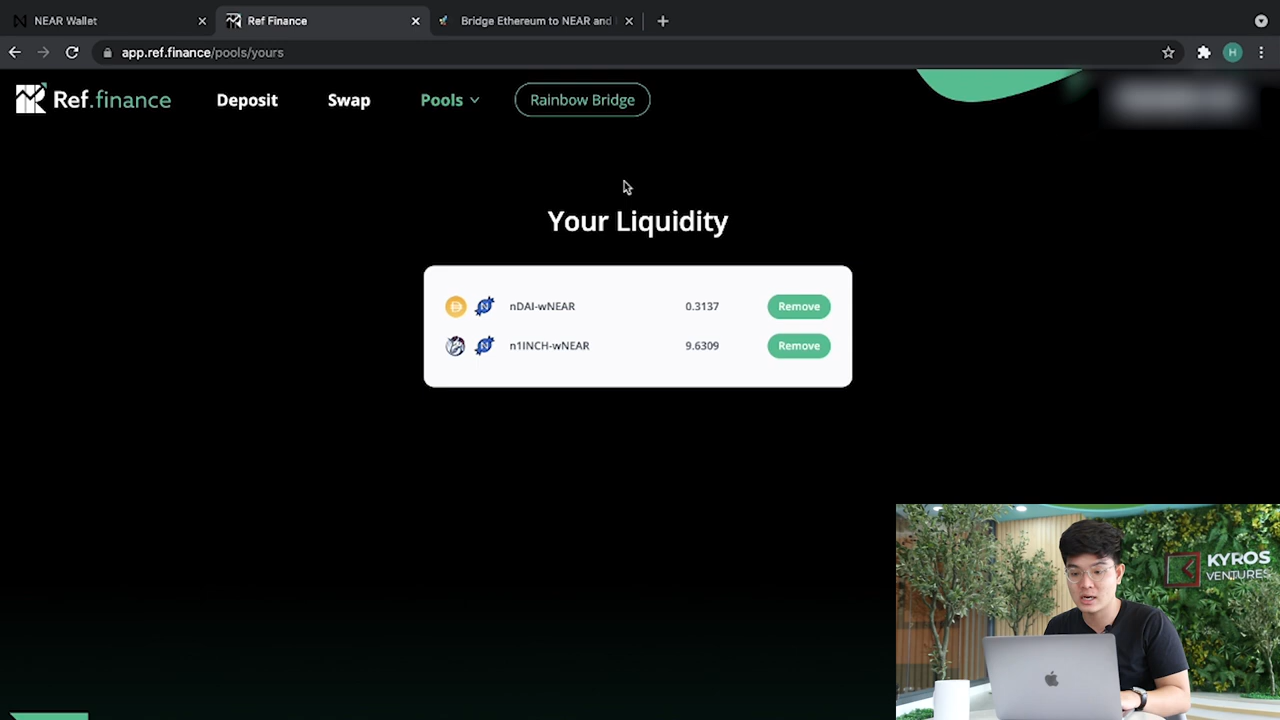 NEAR Wallet
Ref Finance
Bridge Ethereum to NEAR and
app.ref.finance/pools/yours
H
Ref.finance
Deposit
Swap
Pools
Rainbow Bridge
Your Liquidity
nDAI-wNEAR 0.3137 Remove
n1INCH-wNEAR 9.6309 Remove
KYROS
VENTURES